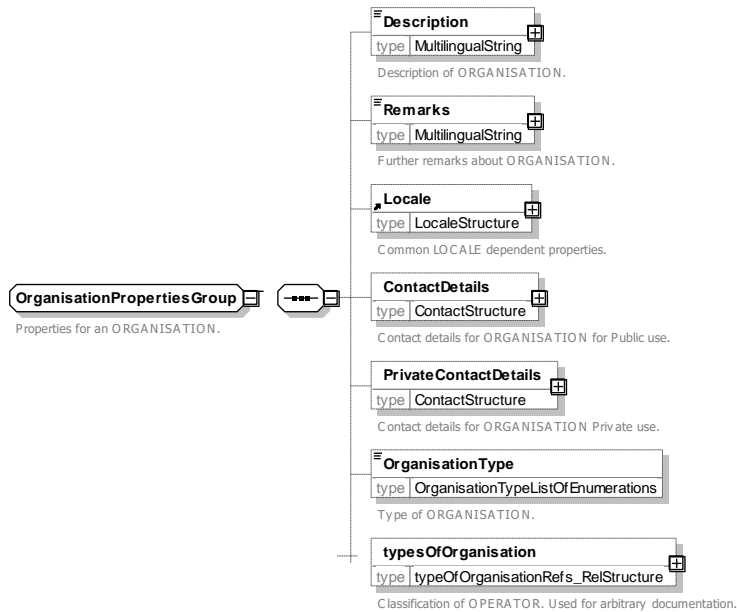 Description
type MultilingualString
Description of ORGANISATION.
Remarks
type MultilingualString
Further remarks about ORGANISATION.
Locale
type LocaleStructure
Common LOCALE dependent properties.
OrganisationPropertiesGroup
Properties for an ORGANISATION.
ContactDetails
type ContactStructure
Contact details for ORGANISATION for Public use.
PrivateContactDetails
type ContactStructure
Contact details for ORGANISATION Private use.
OrganisationType
type OrganisationTypeListOfEnumerations
Type of ORGANISATION.
typesOfOrganisation
type typeOfOrganisationRefs_RelStructure
Classification of OPERATOR. Used for arbitrary documentation.